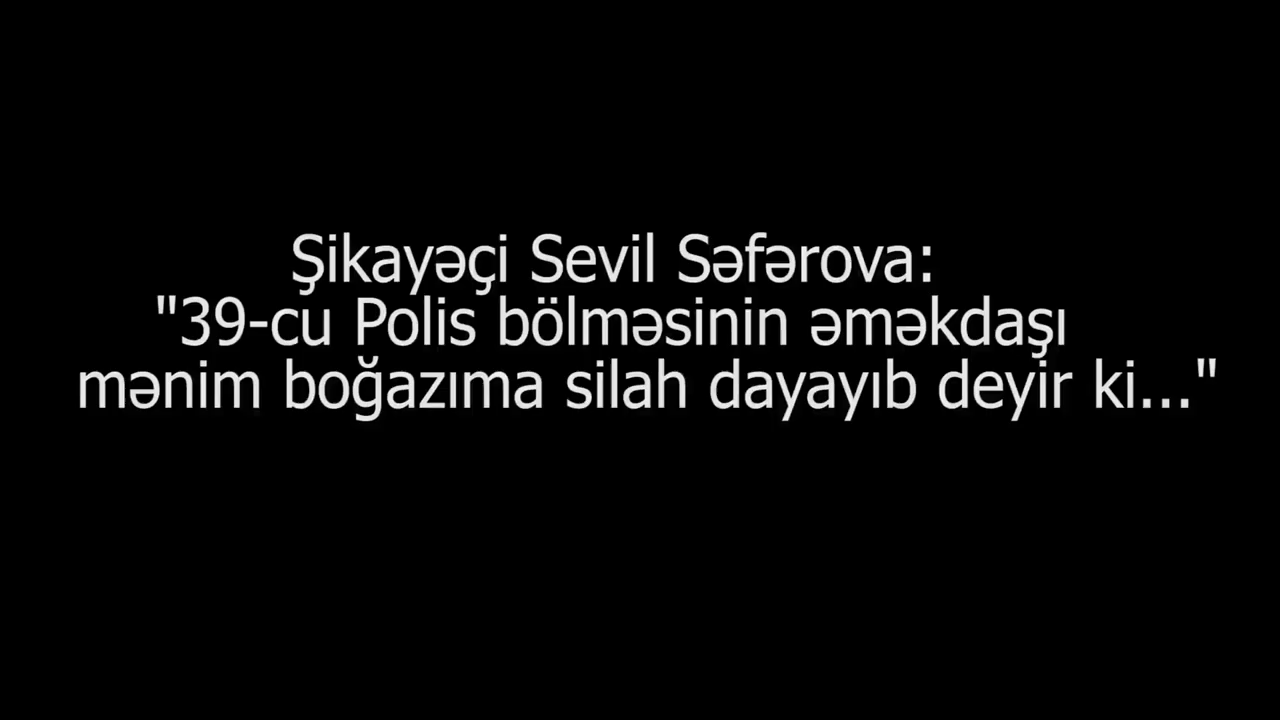 Şikayəçi Sevil Səfərova:
"39-cu Polis bölməsinin əməkdaşı
mənim boğazıma silah dayayıb deyir ki..."